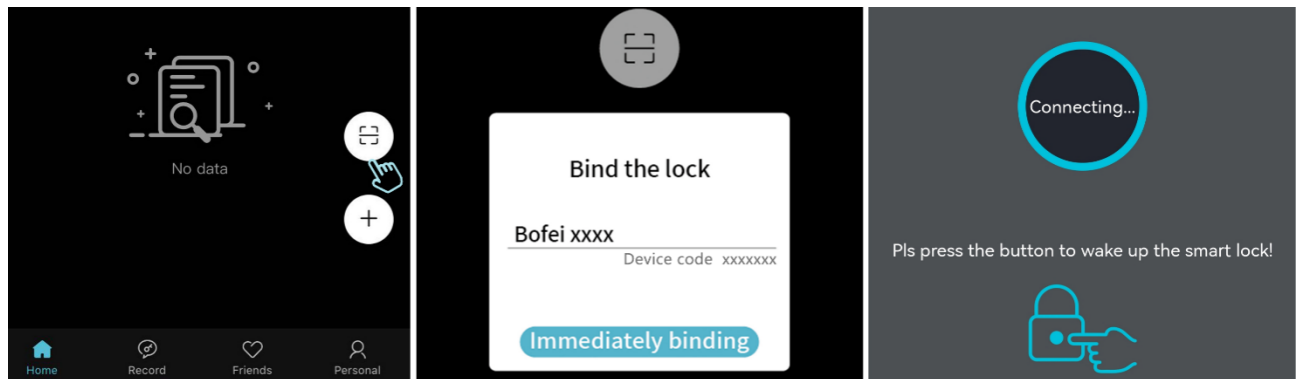 No data
Home
Record
Friends
Personal
Bind the lock
Bofei xxxx
Device code xxxxxxx
Immediately binding
Connecting...
Pls press the button to wake up the smart lock!